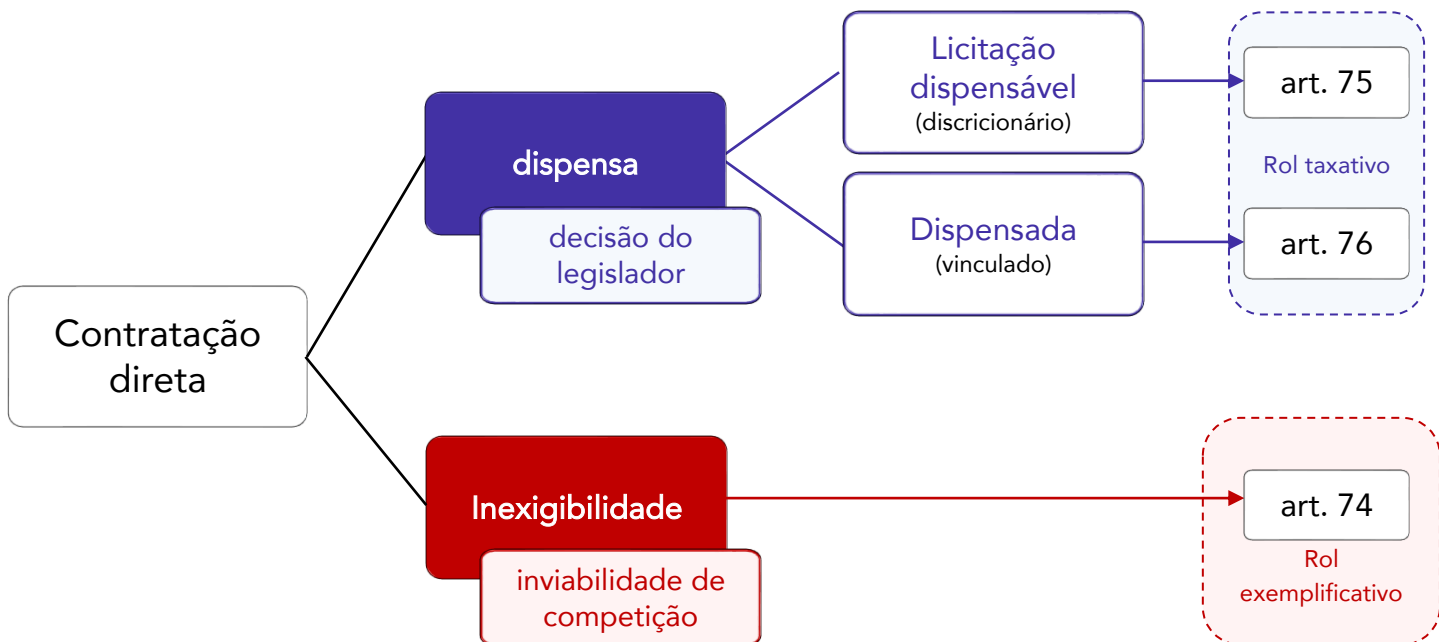 Contratação
direta
dispensa
decisão do
legislador
Licitação
dispensável
(discricionário)
art. 75
Rol taxativo
Dispensada
(vinculado)
art. 76
Inexigibilidade
inviabilidade de
competição
art. 74
Rol
exemplificativo